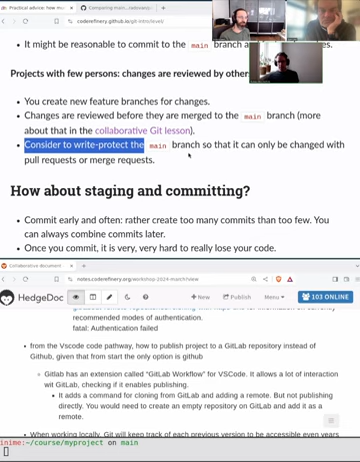 Practical advice: how mu
Comparing main...radovan/p
coderefinery.github.io/git-intro/level/
It might be reasonable to commit to the main branch a
es.
Projects with few persons: changes are reviewed by other
You create new feature branches for changes.
Changes are reviewed before they are merged to the main branch (more
about that in the collaborative Git lesson).
Consider to write-protect the main branch so that it can only be changed with
pull requests or merge requests.
How about staging and committing?
Commit early and often: rather create too many commits than too few. You
can always combine commits later.
Once you commit, it is very, very hard to really lose your code.
Collaborative document
notes.coderefinery.org/workshop-2024-march?view
HedgeDoc
New
Publish
Menu
103 ONLINE
recommended modes of authentication.
fatal: Authentication failed
from the Vscode code pathway, how to publish project to a GitLab repository instead of
Github, given that from start the only option is github
Gitlab has an extension called "GitLab Workflow" for VSCode. It allows a lot of interaction
wit GitLab, checking if it enables publishing.
It adds a command for cloning from GitLab and adding a remote. But not publishing
directly. You would need to create an empty repository on GitLab and add it as a
remote.
When working locally, Git will keep track of each previous version to be accessible even years
inime:~/course/myproject on main